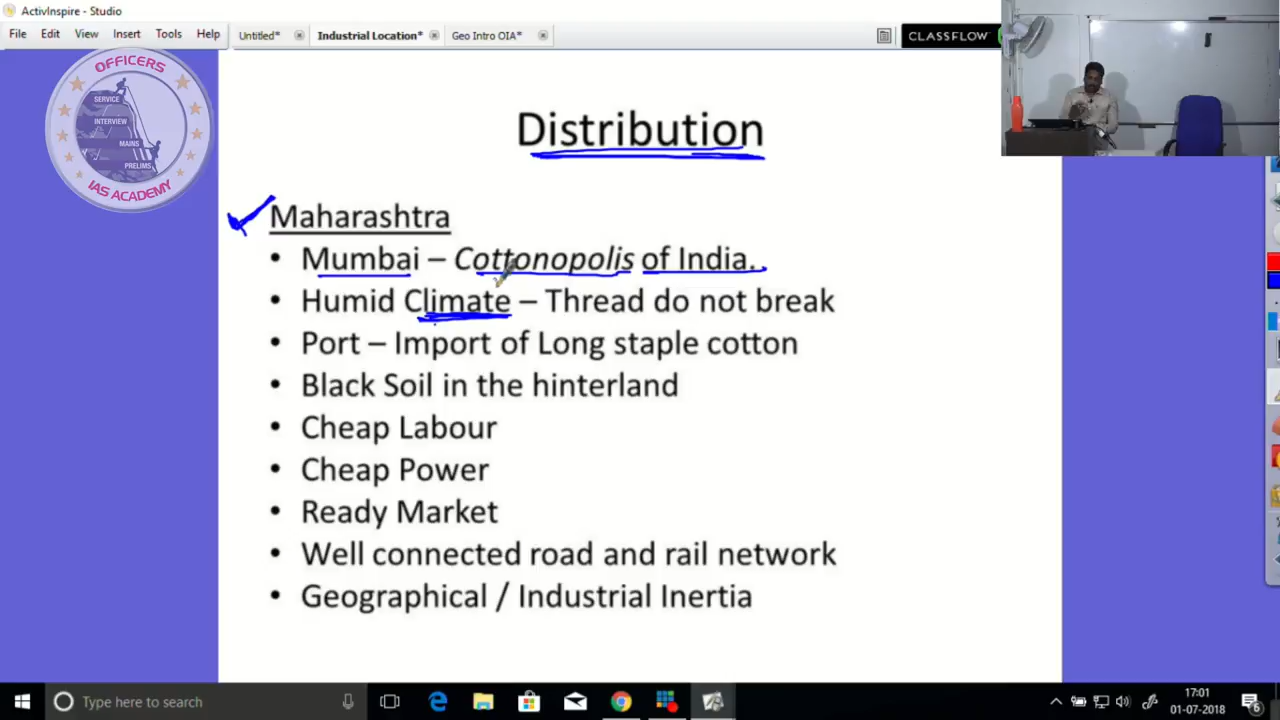 ActivInspire - Studio
File Edit View Insert Tools Help
Untitled* Industrial Location* Geo Intro OIA* CLASSFLOW
OFFICERS
SERVICE
INTERVIEW
MAINS
PRELIMS
IAS ACADEMY
Distribution
Maharashtra
• Mumbai – Cottonopolis of India.
• Humid Climate – Thread do not break
• Port – Import of Long staple cotton
• Black Soil in the hinterland
• Cheap Labour
• Cheap Power
• Ready Market
• Well connected road and rail network
• Geographical / Industrial Inertia
Type here to search
17:01
01-07-2018
6